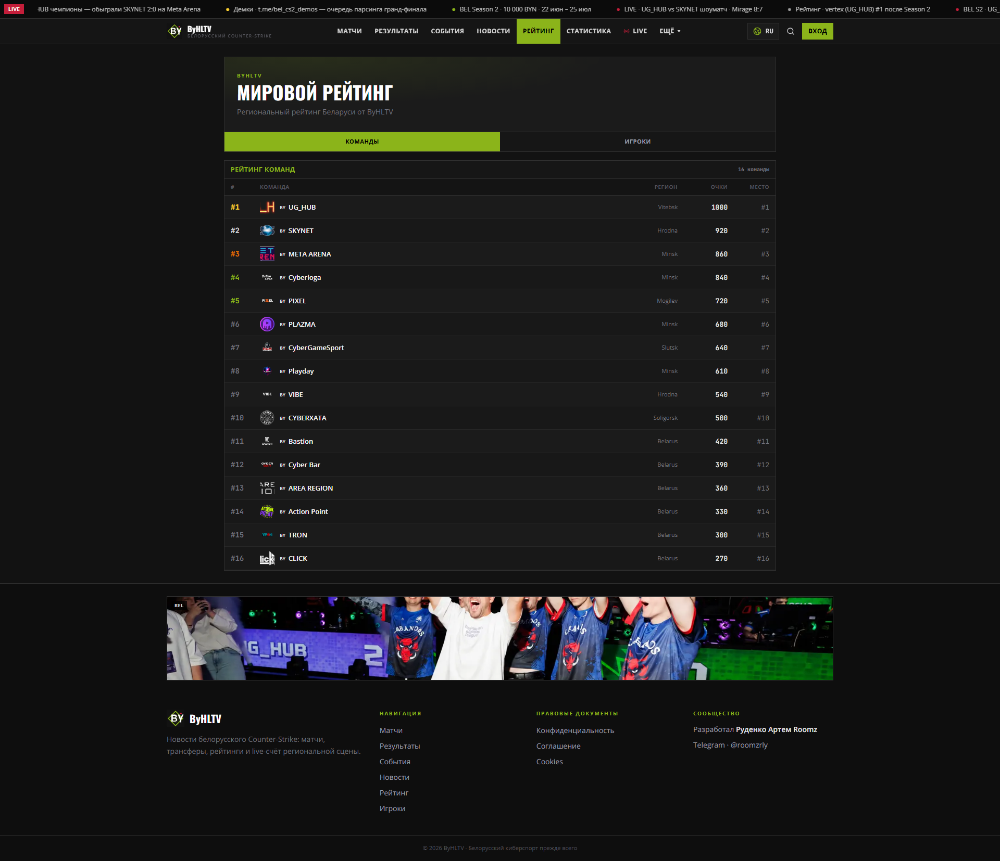 LIVE
HUB чемпионы — обыграли SKYNET 2:0 на Meta Arena
Демки · t.me/bel_cs2_demos — очередь парсинга гранд-финала
BEL Season 2 · 10 000 BYN · 22 июн – 25 июл
LIVE · UG_HUB vs SKYNET шоуматч · Mirage 8:7
Рейтинг · vertex (UG_HUB) #1 после Season 2
BEL S2 · UG_
BY ByHLTV
БЕЛОРУССКИЙ COUNTER-STRIKE
МАТЧИ РЕЗУЛЬТАТЫ СОБЫТИЯ НОВОСТИ РЕЙТИНГ СТАТИСТИКА LIVE ЕЩЁ
RU
ВХОД
BYHLTV
МИРОВОЙ РЕЙТИНГ
Региональный рейтинг Беларуси от ByHLTV
КОМАНДЫ ИГРОКИ
РЕЙТИНГ КОМАНД 16 команды
# КОМАНДА РЕГИОН ОЧКИ МЕСТО
#1 BY UG_HUB Vitebsk 1000 #1
#2 BY SKYNET Hrodna 920 #2
#3 BY META ARENA Minsk 860 #3
#4 BY Cyberloga Minsk 840 #4
#5 PIXEL BY PIXEL Mogilev 720 #5
#6 BY PLAZMA Minsk 680 #6
#7 BY CyberGameSport Slutsk 640 #7
#8 BY Playday Minsk 610 #8
#9 VIBE BY VIBE Hrodna 540 #9
#10 BY CYBERXATA Soligorsk 500 #10
#11 BASTION BY Bastion Belarus 420 #11
#12 BY Cyber Bar Belarus 390 #12
#13 BY AREA REGION Belarus 360 #13
#14 BY Action Point Belarus 330 #14
#15 BY TRON Belarus 300 #15
#16 lick BY CLICK Belarus 270 #16
BEL
UG_HUB 2
BY ByHLTV
Новости белорусского Counter-Strike: матчи,
трансферы, рейтинги и live-счёт региональной сцены.
НАВИГАЦИЯ
Матчи
Результаты
События
Новости
Рейтинг
Игроки
ПРАВОВЫЕ ДОКУМЕНТЫ
Конфиденциальность
Соглашение
Cookies
СООБЩЕСТВО
Разработал Руденко Артем Roomz
Telegram · @roomzrly
© 2026 ByHLTV · Белорусский киберспорт прежде всего